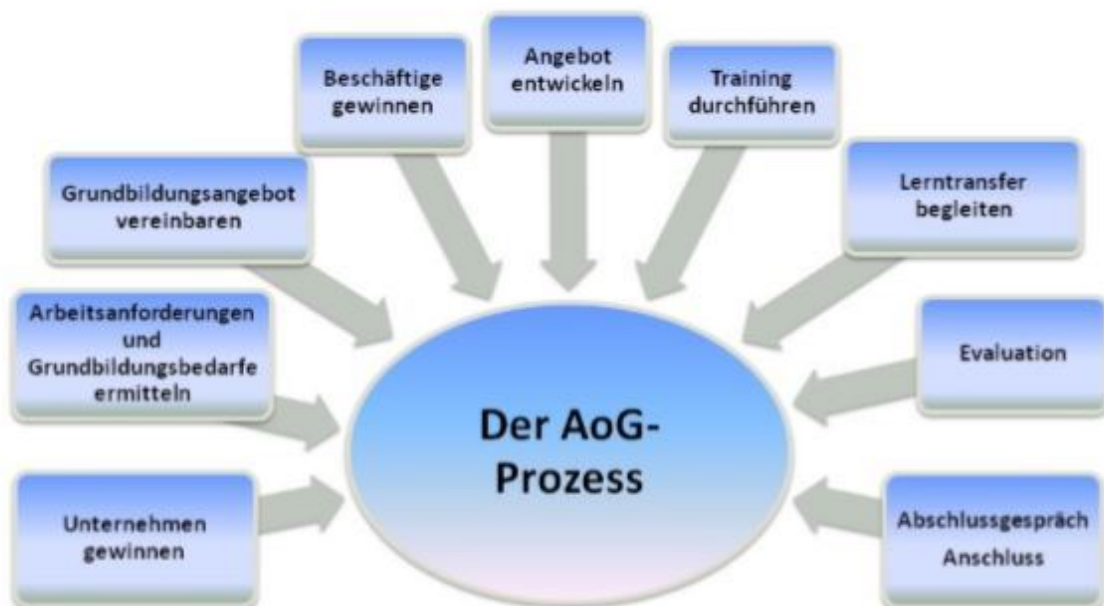 Unternehmen
gewinnen
Arbeitsanforderungen
und
Grundbildungsbedarfe
ermitteln
Grundbildungsangebot
vereinbaren
Beschäftige
gewinnen
Angebot
entwickeln
Training
durchführen
Lerntransfer
begleiten
Evaluation
Abschlussgespräch
Anschluss
Der AoG-
Prozess